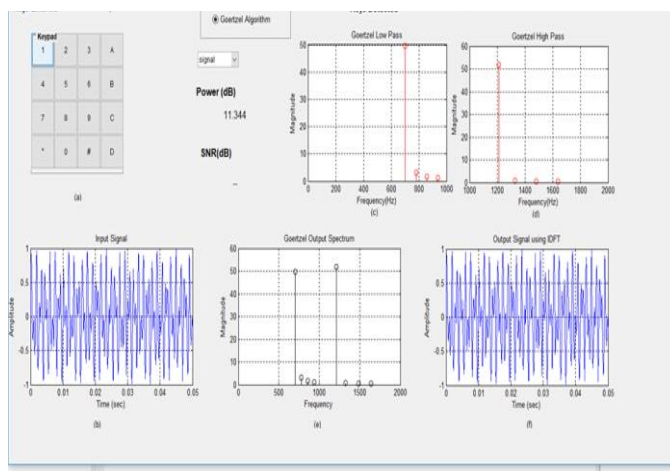 Goertzel Algorithm
Keypad
1 2 3 A
4 5 6 B
7 8 9 C
* 0 # D
(a)
signal
Power (dB)
11.344
SNR(dB)
--
Goertzel Low Pass
Magnitude
50
40
30
20
10
0
0 200 400 600 800 1000
Frequency(Hz)
(c)
Goertzel High Pass
Magnitude
60
50
40
30
20
10
0
1000 1200 1400 1600 1800 2000
Frequency(Hz)
(d)
Input Signal
Amplitude
1
0.5
0
-0.5
-1
0 0.01 0.02 0.03 0.04 0.05
Time (sec)
(b)
Goertzel Output Spectrum
Magnitude
60
50
40
30
20
10
0
0 500 1000 1500 2000
Frequency
(e)
Output Signal using IDFT
Amplitude
1
0.5
0
-0.5
-1
0 0.01 0.02 0.03 0.04 0.05
Time (sec)
(f)